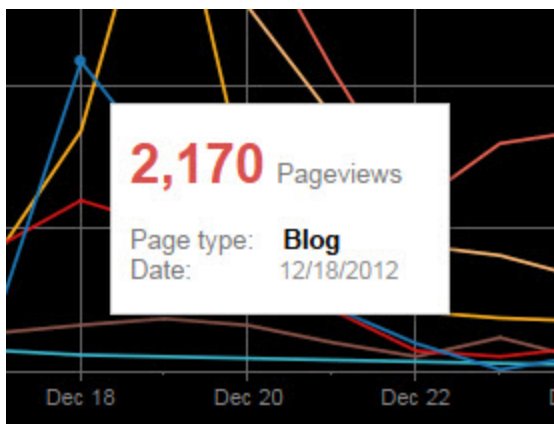 2,170 Pageviews
Page type: Blog
Date: 12/18/2012
Dec 18 Dec 20 Dec 22